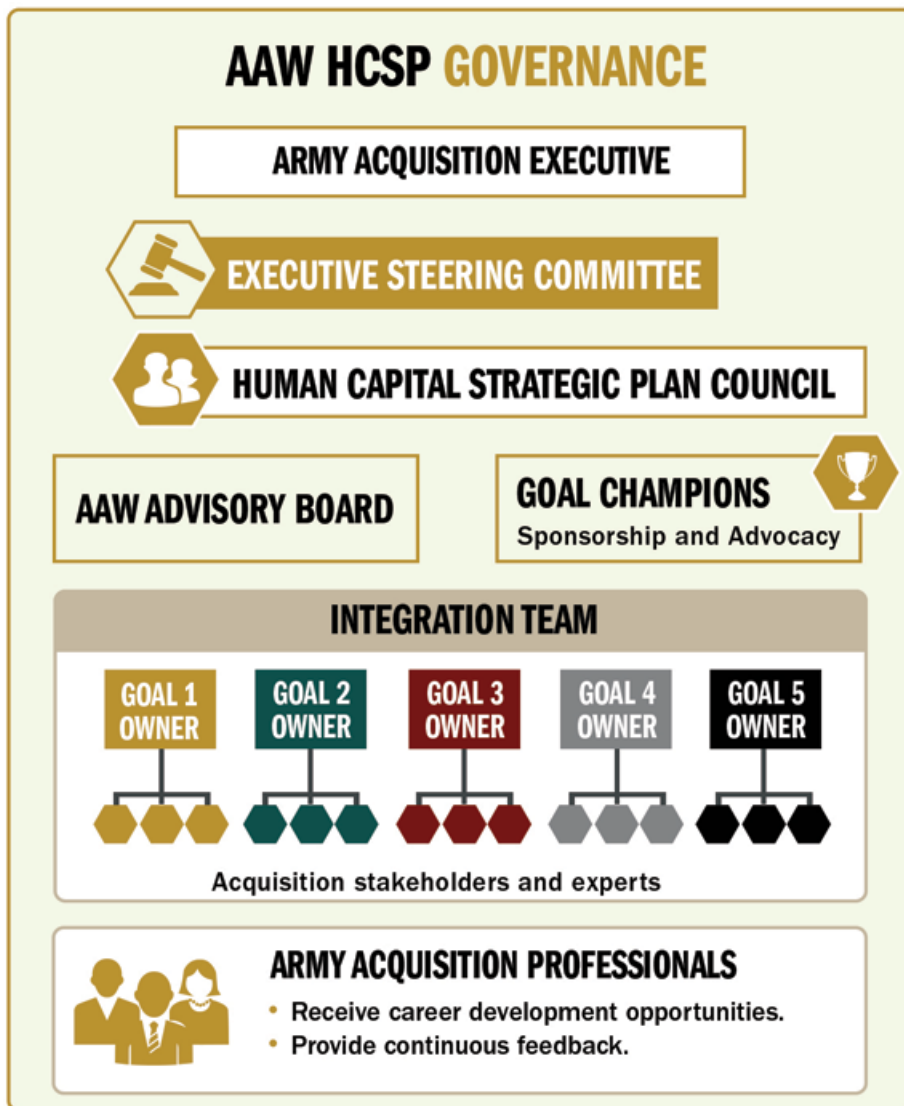 AAW HCSP GOVERNANCE
ARMY ACQUISITION EXECUTIVE
EXECUTIVE STEERING COMMITTEE
HUMAN CAPITAL STRATEGIC PLAN COUNCIL
AAW ADVISORY BOARD
GOAL CHAMPIONS
Sponsorship and Advocacy
INTEGRATION TEAM
GOAL 1
OWNER
GOAL 2
OWNER
GOAL 3
OWNER
GOAL 4
OWNER
GOAL 5
OWNER
Acquisition stakeholders and experts
ARMY ACQUISITION PROFESSIONALS
• Receive career development opportunities.
• Provide continuous feedback.